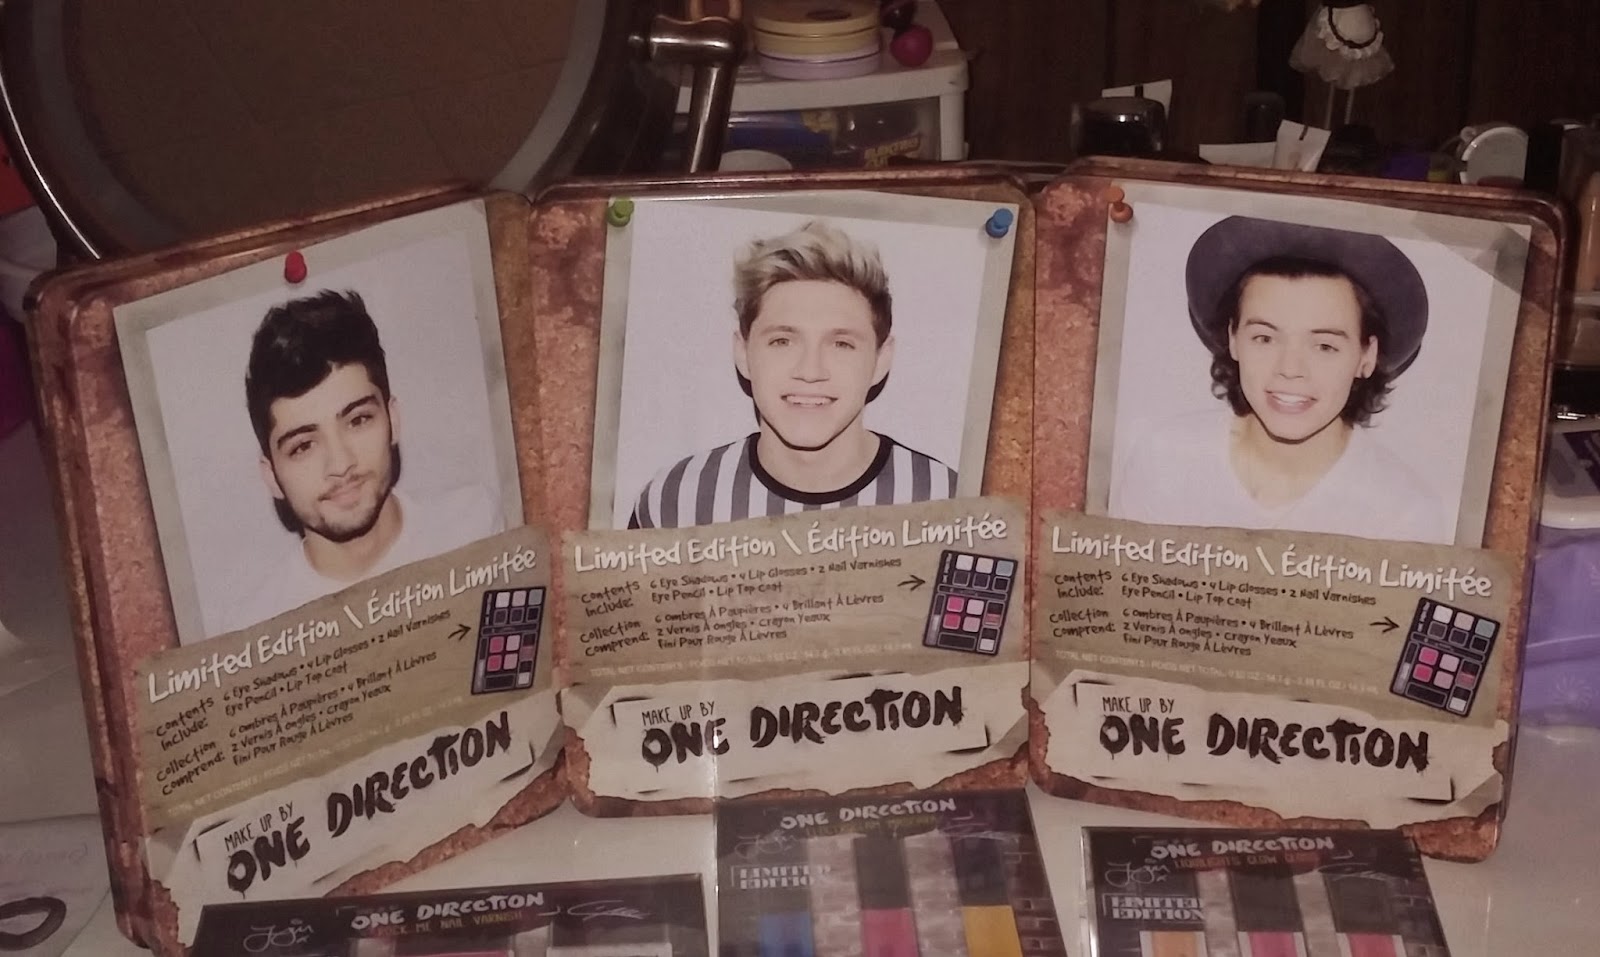 Limited Edition \ Édition Limitée
Contents Include: 6 Eye Shadows • 4 Lip Glosses • 2 Nail Varnishes
Eye Pencil • Lip Top Coat
Collection Comprend: 6 Ombres À Paupières • 4 Brillant À Lèvres
2 Vernis À ongles • Crayon Yeaux
Fini Pour Rouge À Lèvres
MAKE UP BY
ONE DIRECTION
Limited Edition \ Édition Limitée
Contents Include: 6 Eye Shadows • 4 Lip Glosses • 2 Nail Varnishes
Eye Pencil • Lip Top Coat
Collection Comprend: 6 Ombres À Paupières • 4 Brillant À Lèvres
2 Vernis À ongles • Crayon Yeaux
Fini Pour Rouge À Lèvres
MAKE UP BY
ONE DIRECTION
Limited Edition \ Édition Limitée
Contents Include: 6 Eye Shadows • 4 Lip Glosses • 2 Nail Varnishes
Eye Pencil • Lip Top Coat
Collection Comprend: 6 Ombres À Paupières • 4 Brillant À Lèvres
2 Vernis À ongles • Crayon Yeaux
Fini Pour Rouge À Lèvres
MAKE UP BY
ONE DIRECTION
ONE DIRECTION
ROCK ME NAIL VARNISH
ONE DIRECTION
LIMITED
EDITION
ONE DIRECTION
LIMITED
EDITION